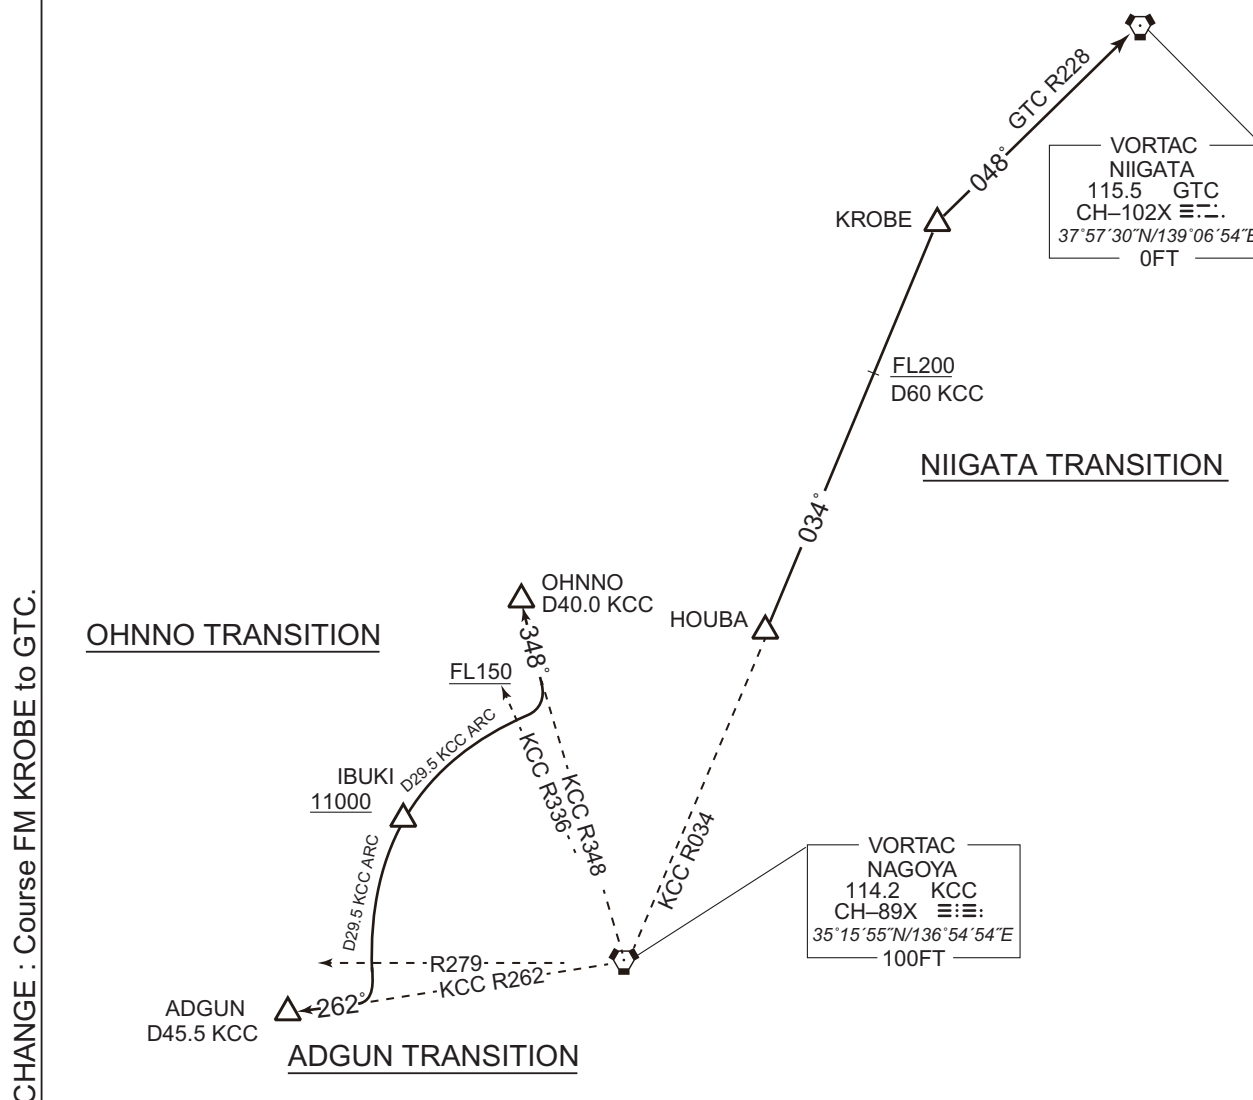 GTC R228
048°
VORTAC
NIIGATA
115.5 GTC
CH–102X
37°57′30″N/139°06′54″E
0FT
KROBE
FL200
D60 KCC
NIIGATA TRANSITION
034°
OHNNO
D40.0 KCC
HOUBA
OHNNO TRANSITION
348°
FL150
D29.5 KCC ARC
IBUKI
11000
KCC R336
KCC R348
KCC R034
D29.5 KCC ARC
VORTAC
NAGOYA
114.2 KCC
CH–89X
35°15′55″N/136°54′54″E
100FT
R279
KCC R262
262°
ADGUN
D45.5 KCC
ADGUN TRANSITION
CHANGE : Course FM KROBE to GTC.